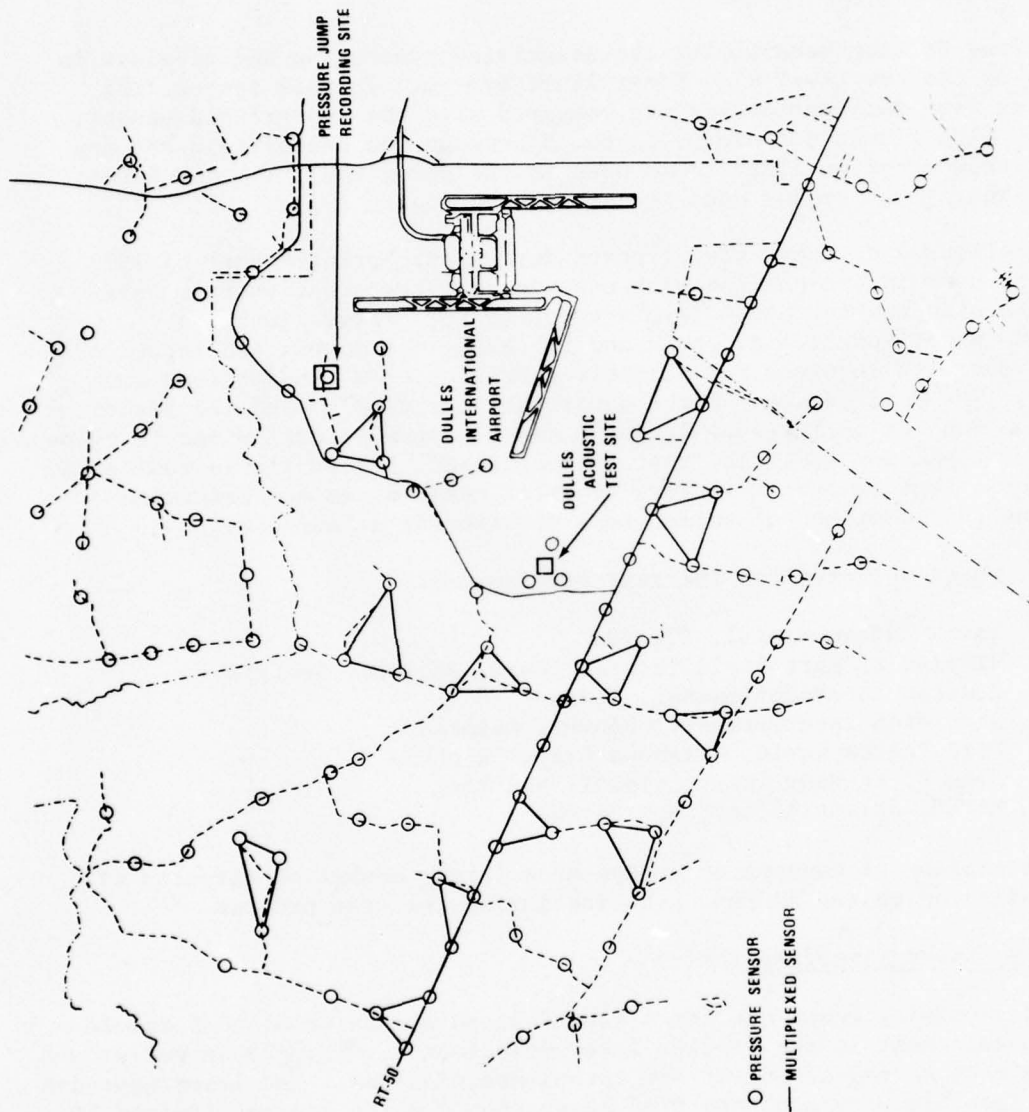 PRESSURE JUMP
RECORDING SITE
DULLES
INTERNATIONAL
AIRPORT
DULLES
ACOUSTIC
TEST SITE
RT-50
PRESSURE SENSOR
MULTIPLEXED SENSOR